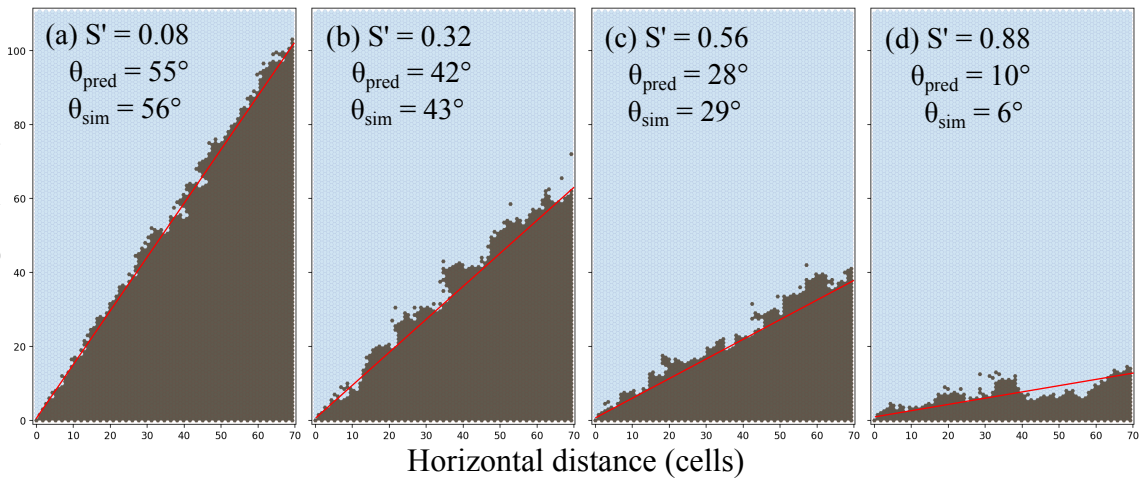 (a) S' = 0.08
θpred = 55°
θsim = 56°
(b) S' = 0.32
θpred = 42°
θsim = 43°
(c) S' = 0.56
θpred = 28°
θsim = 29°
(d) S' = 0.88
θpred = 10°
θsim = 6°
100
80
60
40
20
0
0 10 20 30 40 50 60 70
0 10 20 30 40 50 60 70
0 10 20 30 40 50 60 70
0 10 20 30 40 50 60 70
Horizontal distance (cells)